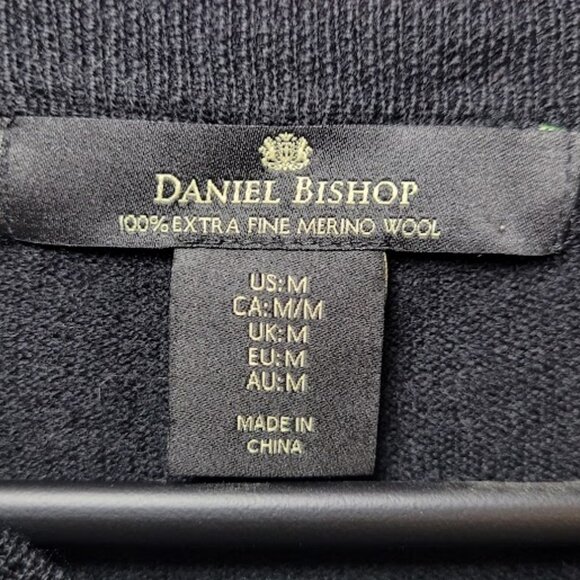 DANIEL BISHOP
100% EXTRA FINE MERINO WOOL
US:M
CA:M/M
UK:M
EU:M
AU:M
MADE IN
CHINA